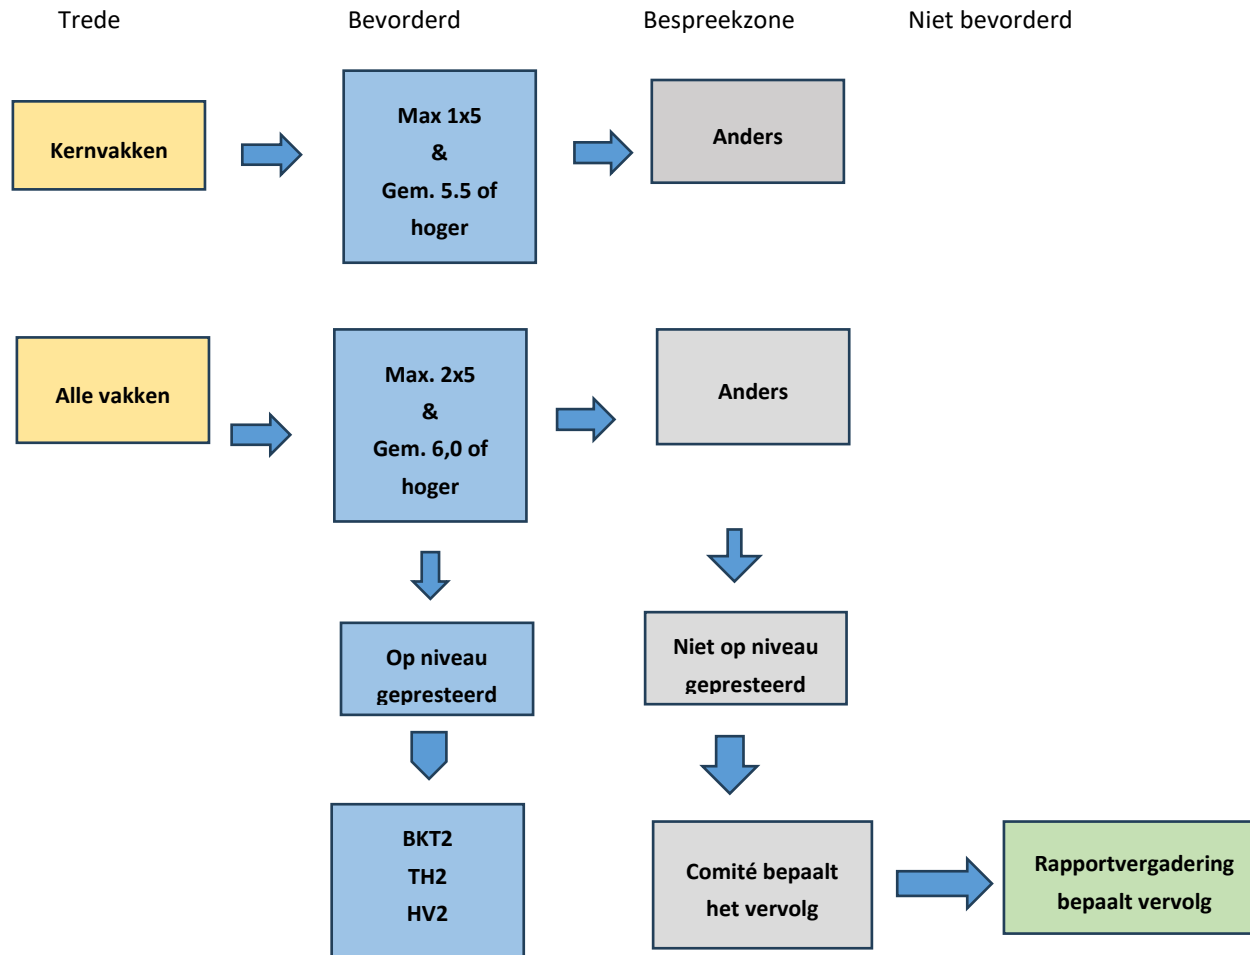 Trede Bevorderd Bespreekzone Niet bevorderd
Kernvakken
Max 1x5
&
Gem. 5.5 of
hoger
Anders
Alle vakken
Max. 2x5
&
Gem. 6,0 of
hoger
Anders
Op niveau
gepresteerd
Niet op niveau
gepresteerd
BKT2
TH2
HV2
Comité bepaalt
het vervolg
Rapportvergadering
bepaalt vervolg